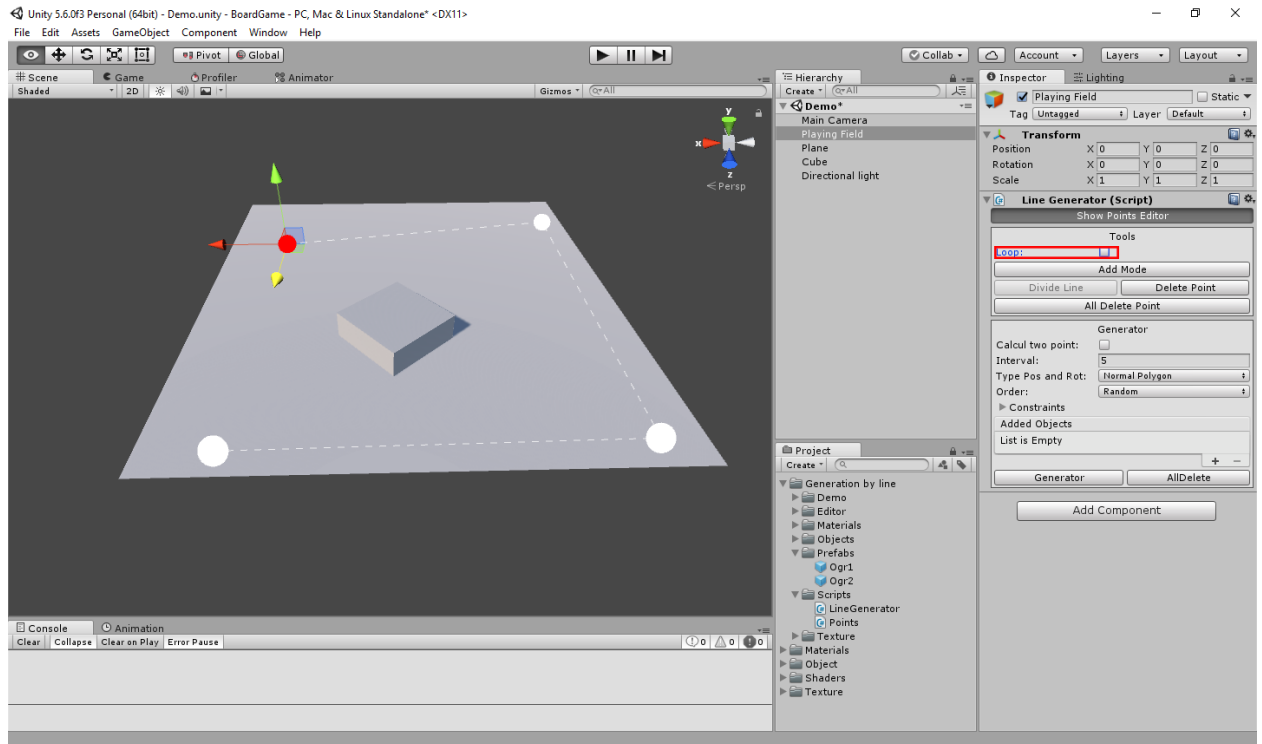 Unity 5.6.0f3 Personal (64bit) - Demo.unity - BoardGame - PC, Mac & Linux Standalone* <DX11>
File Edit Assets GameObject Component Window Help
Pivot Global Collab Account Layers Layout
Scene Game Profiler Animator
Shaded 2D Gizmos All
y
x
z
Persp
Hierarchy
Create All
Demo*
Main Camera
Playing Field
Plane
Cube
Directional light
Project
Create
Generation by line
Demo
Editor
Materials
Objects
Prefabs
Ogr1
Ogr2
Scripts
LineGenerator
Points
Texture
Materials
Object
Shaders
Texture
Inspector Lighting
Playing Field Static
Tag Untagged Layer Default
Transform
Position X 0 Y 0 Z 0
Rotation X 0 Y 0 Z 0
Scale X 1 Y 1 Z 1
Line Generator (Script)
Show Points Editor
Tools
Loop:
Add Mode
Divide Line Delete Point
All Delete Point
Generator
Calcul two point:
Interval: 5
Type Pos and Rot: Normal Polygon
Order: Random
Constraints
Added Objects
List is Empty
+ −
Generator AllDelete
Add Component
Console Animation
Clear Collapse Clear on Play Error Pause 0 0 0